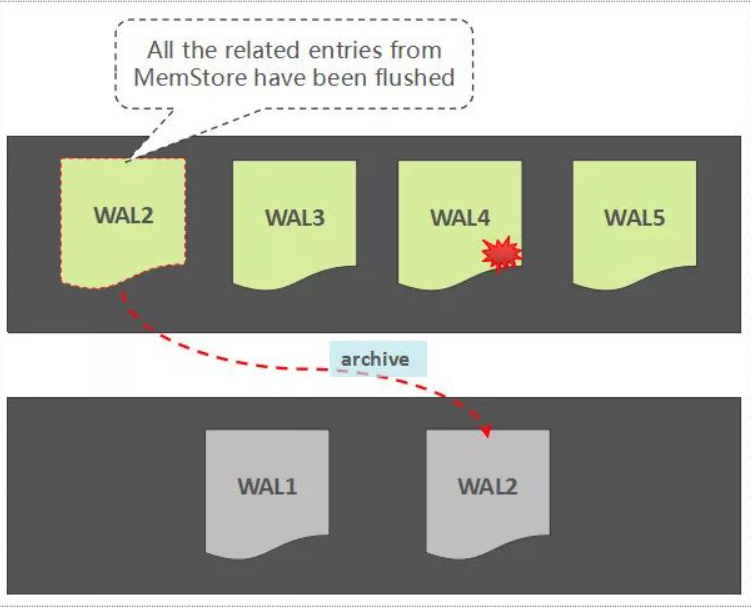 All the related entries from
MemStore have been flushed
WAL2
WAL3
WAL4
WAL5
archive
WAL1
WAL2